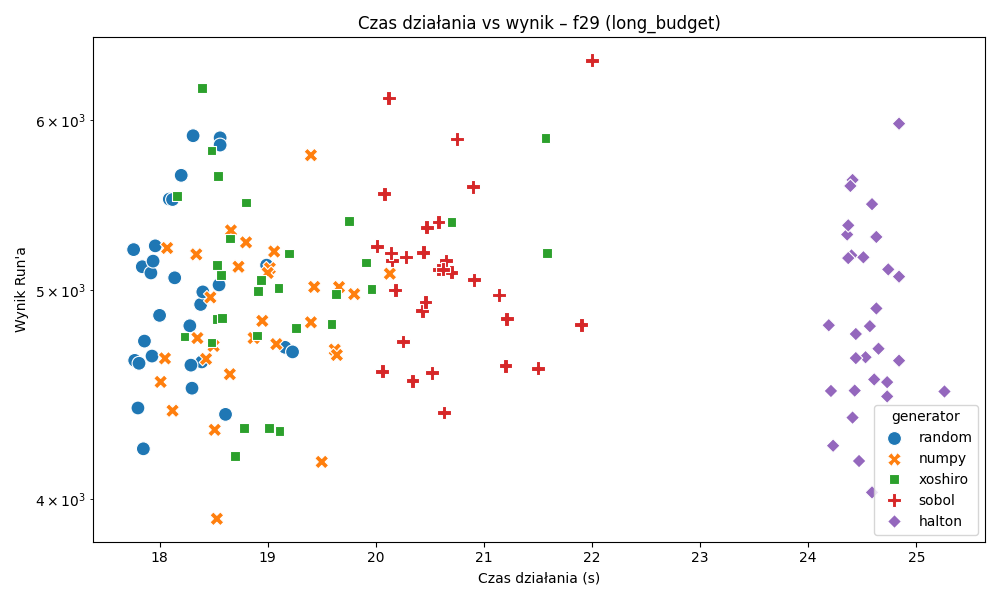 Czas działania vs wynik – f29 (long_budget)
Wynik Run'a
6 × 10³
5 × 10³
4 × 10³
18 19 20 21 22 23 24 25
Czas działania (s)
generator
random
numpy
xoshiro
sobol
halton